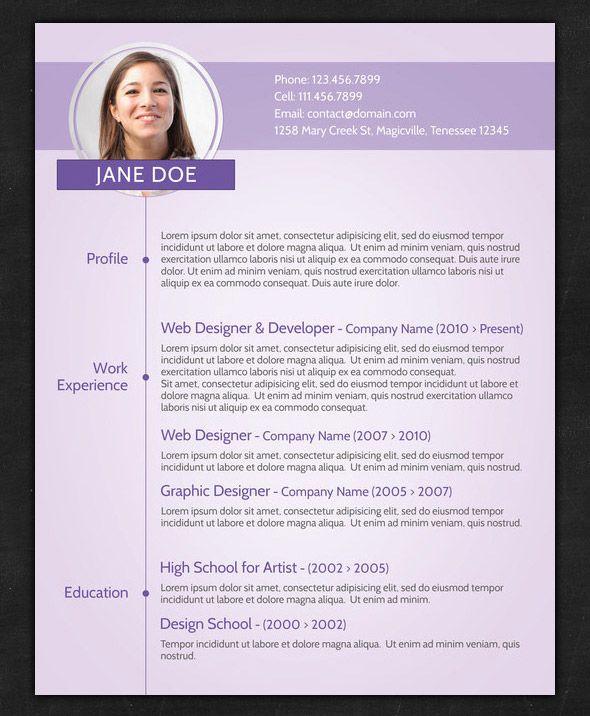 Phone: 123.456.7899
Cell: 111.456.7899
Email: contact@domain.com
1258 Mary Creek St, Magicville, Tenessee 12345
JANE DOE
Profile
Lorem ipsum dolor sit amet, consectetur adipisicing, sed do eiusmod tempor
incididunt ut labore et dolore magna aliqua. Ut enim ad minim veniam, quis nostrud
exercitation ullamco laboris nisi ut aliquip ex ea commodo consequat. Duis aute irure
dolor. Ut enim ad minim veniam, quis nostrud exercitation ullamco laboris nisi ut
aliquip ex ea commodo consequat. Duis aute irure dolor.
Work
Experience
Web Designer & Developer - Company Name (2010 > Present)
Lorem ipsum dolor sit amet, consectetur adipisicing elit, sed do eiusmod tempor
incididunt ut labore et dolore magna aliqua. Ut enim ad minim veniam, quis nostrud
exercitation ullamco laboris nisi ut aliquip ex ea commodo.
Sit amet, consectetur adipisicing elit, sed do eiusmod tempor incididunt ut labore et
dolore magna aliqua. Ut enim ad minim veniam, quis nostrud exercitation ullamco
laboris nisi ut aliquip ex ea commodo consequat.
Web Designer - Company Name (2007 > 2010)
Lorem ipsum dolor sit amet, consectetur adipisicing elit, sed do eiusmod tempor
incididunt ut labore et dolore magna aliqua. Ut enim ad minim veniam, quis nostrud.
Graphic Designer - Company Name (2005 > 2007)
Lorem ipsum dolor sit amet, consectetur adipisicing elit, sed do eiusmod tempor
incididunt ut labore et dolore magna aliqua. Ut enim ad minim veniam, quis nostrud.
Education
High School for Artist - (2002 > 2005)
Lorem ipsum dolor sit amet, consectetur adipisicing elit, sed do eiusmod tempor
incididunt ut labore et dolore magna aliqua. Ut enim ad minim.
Design School - (2000 > 2002)
Tempor incididunt ut labore et dolore magna aliqua. Ut enim ad minim veniam, quis
nostrud.